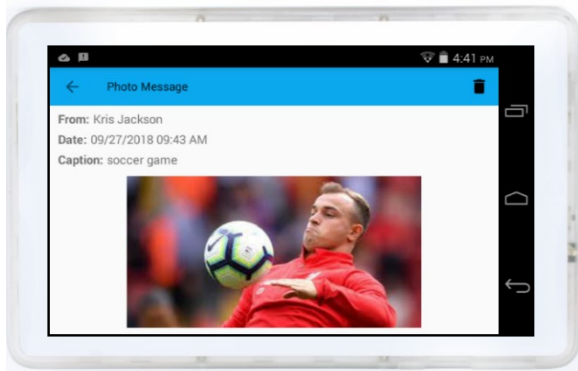 4:41 PM
Photo Message
From: Kris Jackson
Date: 09/27/2018 09:43 AM
Caption: soccer game